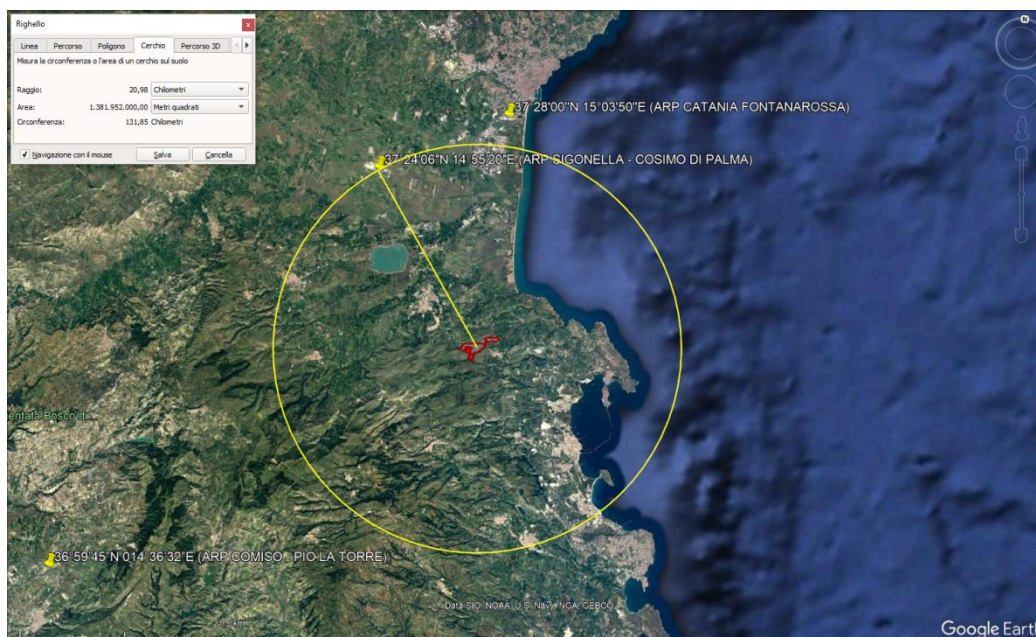 Righello
Linea Percorso Poligono Cerchio Percorso 3D
Misura la circonferenza o l'area di un cerchio sul suolo
Raggio: 20,98 Chilometri
Area: 1.381.952.000,00 Metri quadrati
Circonferenza: 131,85 Chilometri
Navigazione con il mouse Salva Cancella
N
37°28'00"N 15°03'50"E (ARP CATANIA FONTANAROSSA)
37°24'06"N 14°55'20"E (ARP SIGONELLA - COSIMO DI PALMA)
36°59'45"N 014°36'32"E (ARP COMISO - PIO LA TORRE)
Data SIO, NOAA, U.S. Navy, NGA, GEBCO
Google Earth